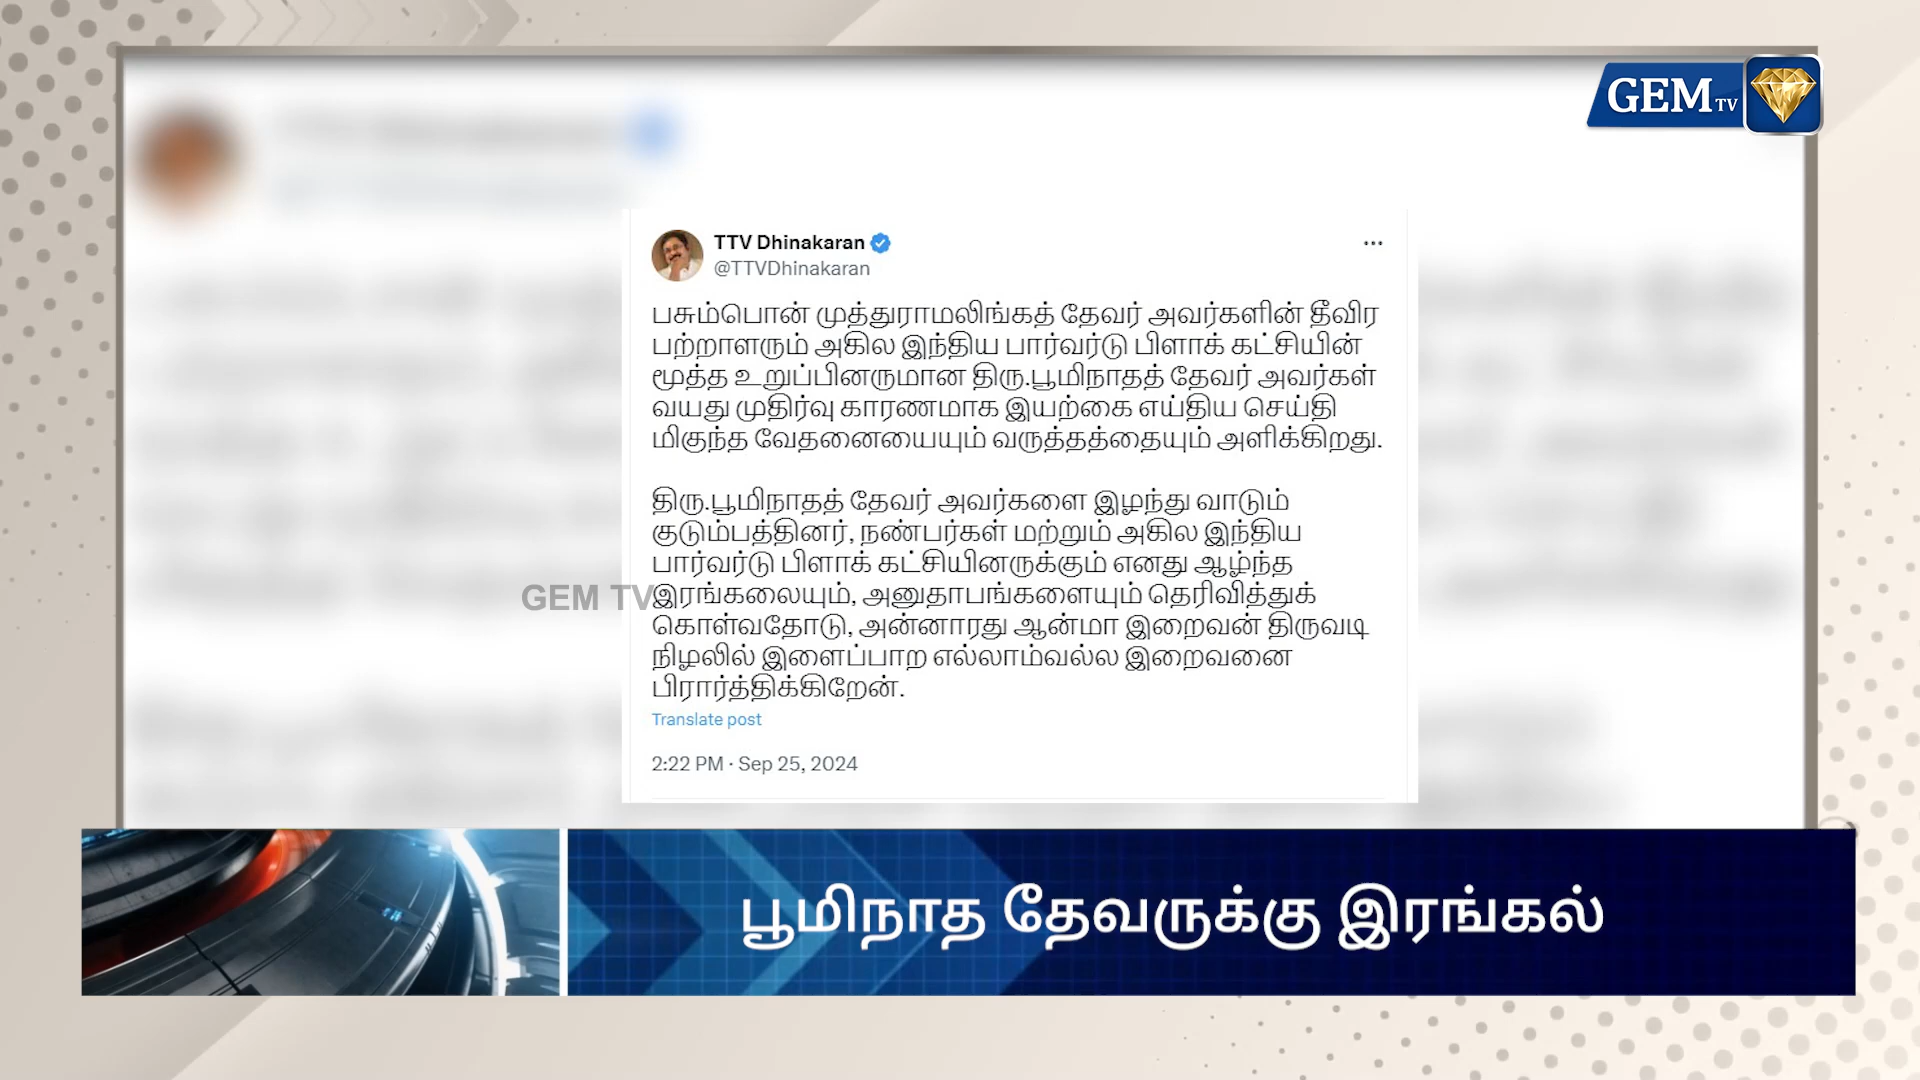 GEM TV
TTV Dhinakaran
@TTVDhinakaran
பசும்பொன் முத்துராமலிங்கத் தேவர் அவர்களின் தீவிர
பற்றாளரும் அகில இந்திய பார்வர்டு பிளாக் கட்சியின்
மூத்த உறுப்பினருமான திரு.பூமிநாதத் தேவர் அவர்கள்
வயது முதிர்வு காரணமாக இயற்கை எய்திய செய்தி
மிகுந்த வேதனையையும் வருத்தத்தையும் அளிக்கிறது.
திரு.பூமிநாதத் தேவர் அவர்களை இழந்து வாடும்
குடும்பத்தினர், நண்பர்கள் மற்றும் அகில இந்திய
பார்வர்டு பிளாக் கட்சியினருக்கும் எனது ஆழ்ந்த
GEM TV
இரங்கலையும், அனுதாபங்களையும் தெரிவித்துக்
கொள்வதோடு, அன்னாரது ஆன்மா இறைவன் திருவடி
நிழலில் இளைப்பாற எல்லாம்வல்ல இறைவனை
பிரார்த்திக்கிறேன்.
Translate post
2:22 PM · Sep 25, 2024
பூமிநாத தேவருக்கு இரங்கல்